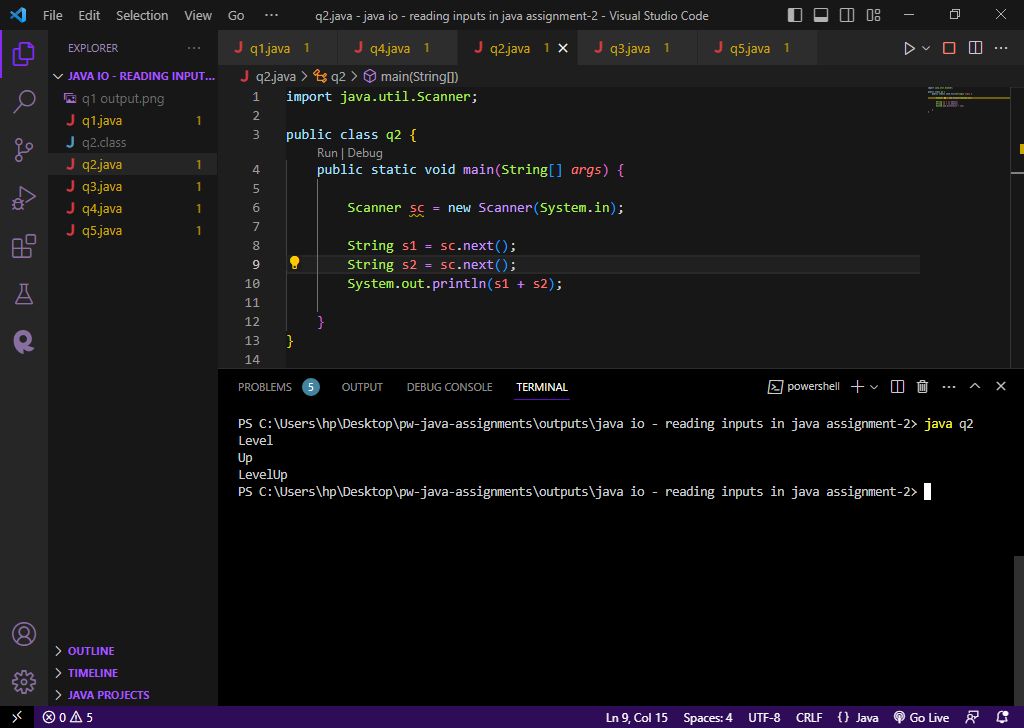 File Edit Selection View Go ··· q2.java - java io - reading inputs in java assignment-2 - Visual Studio Code
EXPLORER ···
JAVA IO - READING INPUT...
q1 output.png
J q1.java 1
J q2.class
J q2.java 1
J q3.java 1
J q4.java 1
J q5.java 1
OUTLINE
TIMELINE
JAVA PROJECTS
J q1.java 1 J q4.java 1 J q2.java 1 J q3.java 1 J q5.java 1
J q2.java > q2 > main(String[])
1 import java.util.Scanner;
2
3 public class q2 {
Run | Debug
4 public static void main(String[] args) {
5
6 Scanner sc = new Scanner(System.in);
7
8 String s1 = sc.next();
9 String s2 = sc.next();
10 System.out.println(s1 + s2);
11
12 }
13 }
14
PROBLEMS 5 OUTPUT DEBUG CONSOLE TERMINAL powershell
PS C:\Users\hp\Desktop\pw-java-assignments\outputs\java io - reading inputs in java assignment-2> java q2
Level
Up
LevelUp
PS C:\Users\hp\Desktop\pw-java-assignments\outputs\java io - reading inputs in java assignment-2>
0 5 Ln 9, Col 15 Spaces: 4 UTF-8 CRLF {} Java Go Live